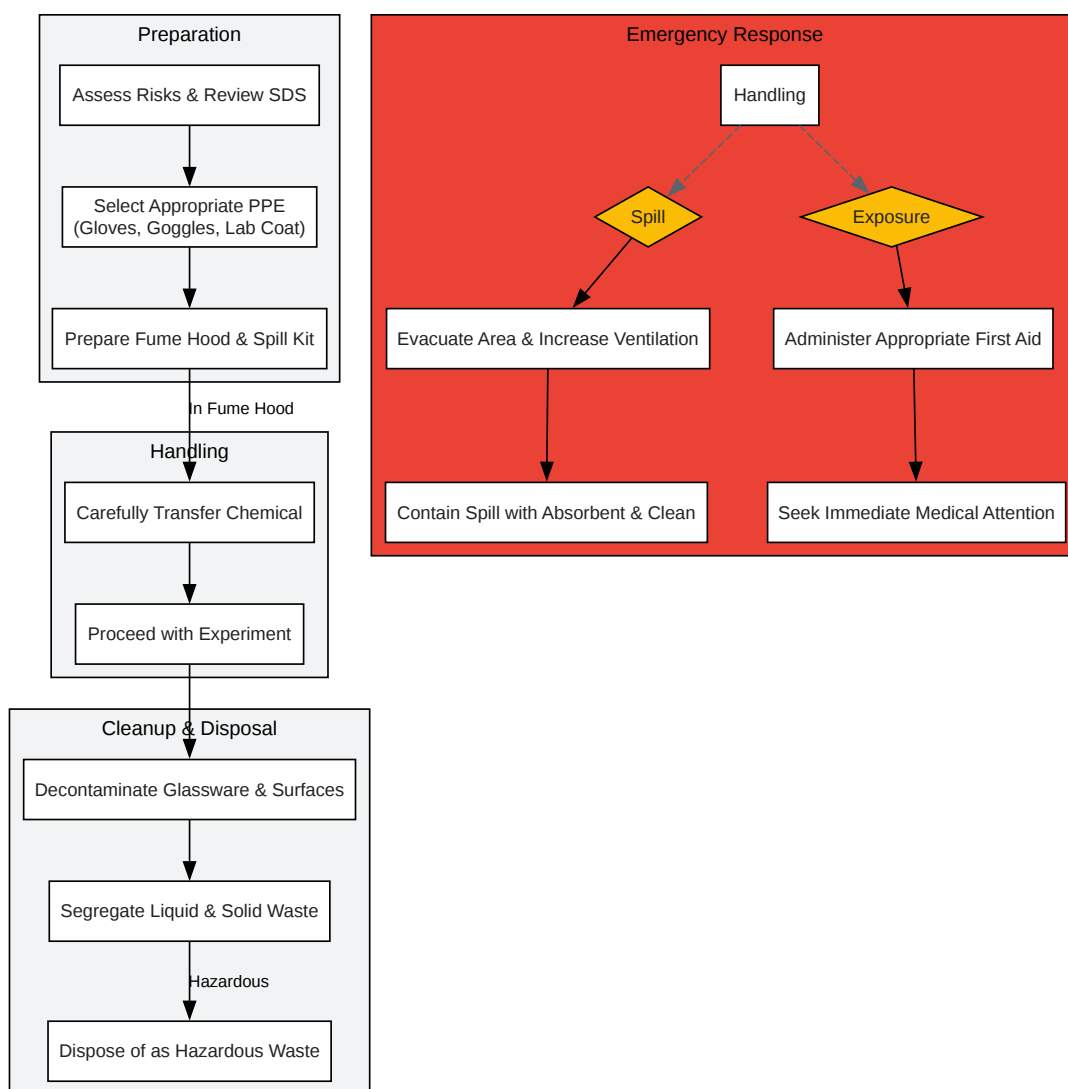 Preparation
Assess Risks & Review SDS
Select Appropriate PPE
(Gloves, Goggles, Lab Coat)
Prepare Fume Hood & Spill Kit
In Fume Hood
Handling
Carefully Transfer Chemical
Proceed with Experiment
Cleanup & Disposal
Decontaminate Glassware & Surfaces
Segregate Liquid & Solid Waste
Hazardous
Dispose of as Hazardous Waste
Emergency Response
Handling
Spill
Exposure
Evacuate Area & Increase Ventilation
Administer Appropriate First Aid
Contain Spill with Absorbent & Clean
Seek Immediate Medical Attention